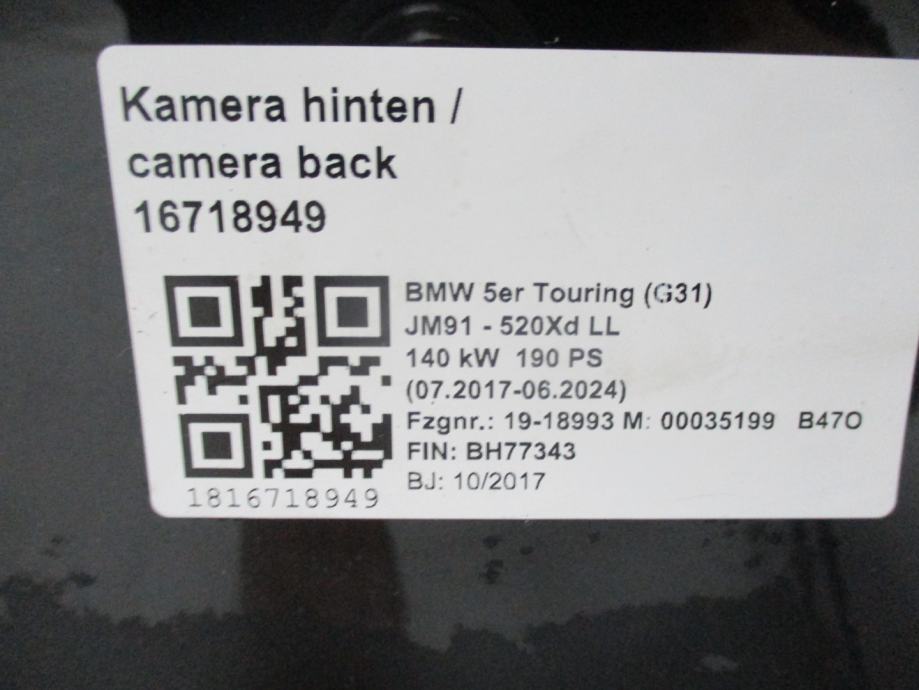 Kamera hinten /
camera back
16718949
BMW 5er Touring (G31)
JM91 - 520Xd LL
140 kW 190 PS
(07.2017-06.2024)
Fzgnr.: 19-18993 M: 00035199 B47O
FIN: BH77343
BJ: 10/2017
1816718949